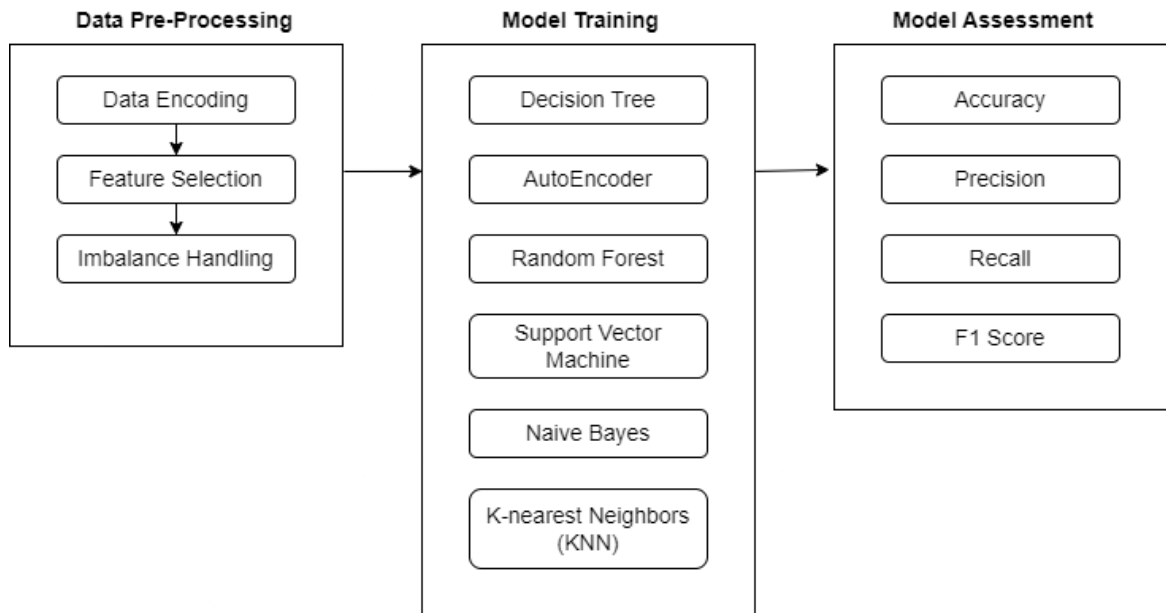 Data Pre-Processing
Data Encoding
Feature Selection
Imbalance Handling
Model Training
Decision Tree
AutoEncoder
Random Forest
Support Vector
Machine
Naive Bayes
K-nearest Neighbors
(KNN)
Model Assessment
Accuracy
Precision
Recall
F1 Score